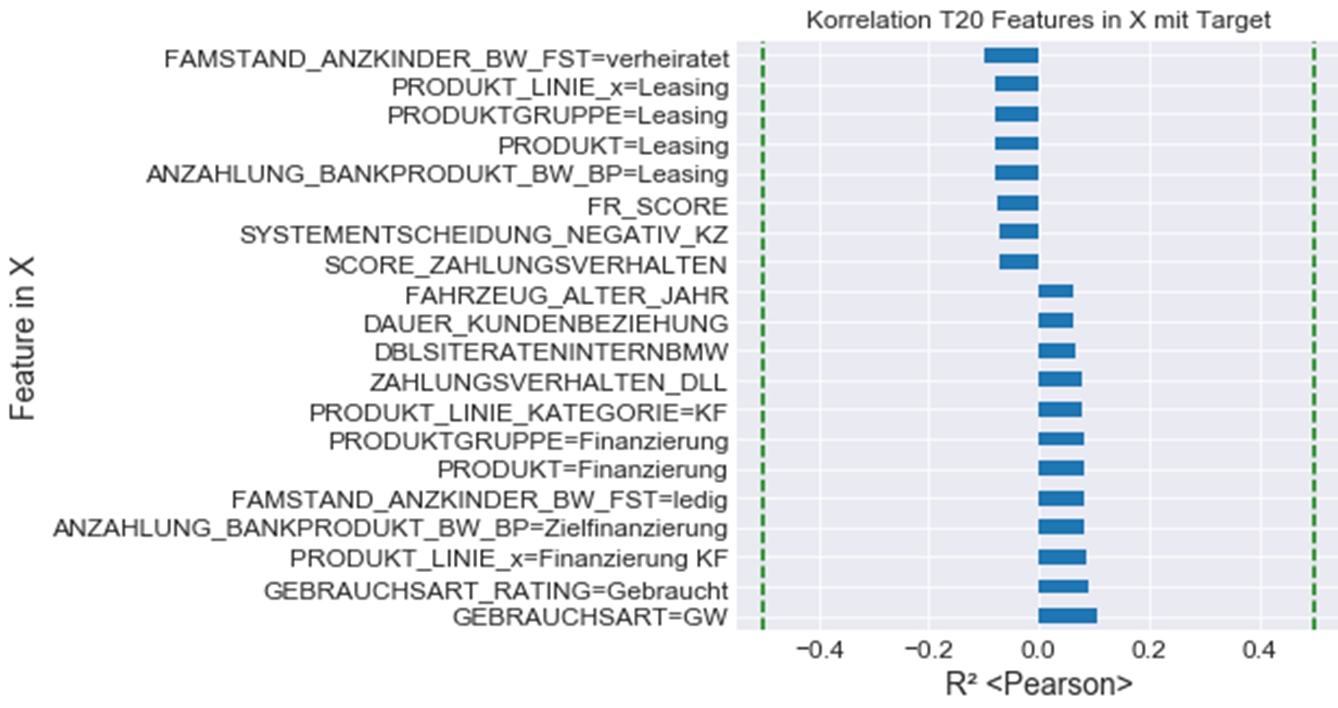 Korrelation T20 Features in X mit Target
Feature in X
FAMSTAND_ANZKINDER_BW_FST=verheiratet
PRODUKT_LINIE_x=Leasing
PRODUKTGRUPPE=Leasing
PRODUKT=Leasing
ANZAHLUNG_BANKPRODUKT_BW_BP=Leasing
FR_SCORE
SYSTEMENTSCHEIDUNG_NEGATIV_KZ
SCORE_ZAHLUNGSVERHALTEN
FAHRZEUG_ALTER_JAHR
DAUER_KUNDENBEZIEHUNG
DBLSITERATENINTERNBMW
ZAHLUNGSVERHALTEN_DLL
PRODUKT_LINIE_KATEGORIE=KF
PRODUKTGRUPPE=Finanzierung
PRODUKT=Finanzierung
FAMSTAND_ANZKINDER_BW_FST=ledig
ANZAHLUNG_BANKPRODUKT_BW_BP=Zielfinanzierung
PRODUKT_LINIE_x=Finanzierung KF
GEBRAUCHSART_RATING=Gebraucht
GEBRAUCHSART=GW
−0.4 −0.2 0.0 0.2 0.4
R² <Pearson>